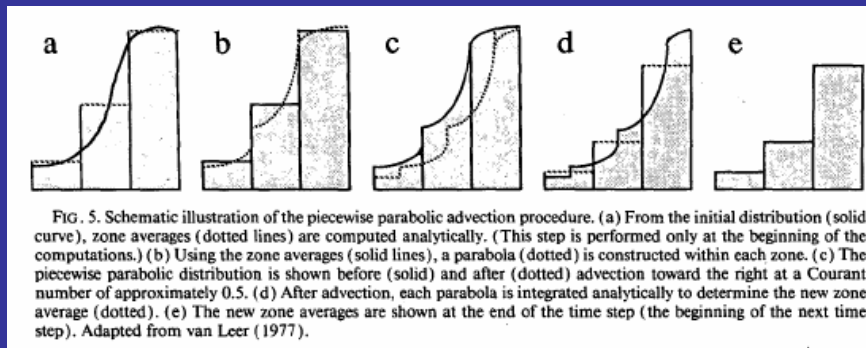 a b c d e
FIG. 5. Schematic illustration of the piecewise parabolic advection procedure. (a) From the initial distribution (solid
curve), zone averages (dotted lines) are computed analytically. (This step is performed only at the beginning of the
computations.) (b) Using the zone averages (solid lines), a parabola (dotted) is constructed within each zone. (c) The
piecewise parabolic distribution is shown before (solid) and after (dotted) advection toward the right at a Courant
number of approximately 0.5. (d) After advection, each parabola is integrated analytically to determine the new zone
average (dotted). (e) The new zone averages are shown at the end of the time step (the beginning of the next time
step). Adapted from van Leer (1977).